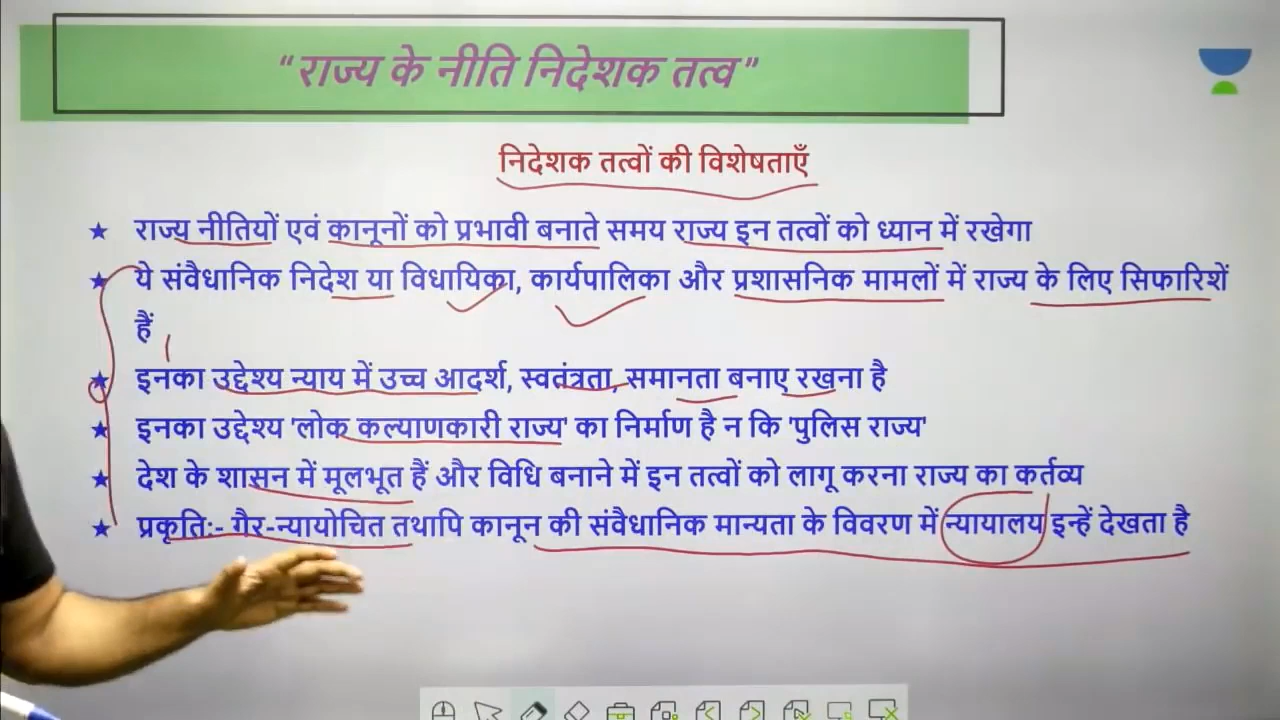 “राज्य के नीति निदेशक तत्व”
निदेशक तत्वों की विशेषताएँ
★ राज्य नीतियों एवं कानूनों को प्रभावी बनाते समय राज्य इन तत्वों को ध्यान में रखेगा
★ ये संवैधानिक निदेश या विधायिका, कार्यपालिका और प्रशासनिक मामलों में राज्य के लिए सिफारिशें
हैं
★ इनका उद्देश्य न्याय में उच्च आदर्श, स्वतंत्रता, समानता बनाए रखना है
★ इनका उद्देश्य 'लोक कल्याणकारी राज्य' का निर्माण है न कि 'पुलिस राज्य'
★ देश के शासन में मूलभूत हैं और विधि बनाने में इन तत्वों को लागू करना राज्य का कर्तव्य
★ प्रकृति:- गैर-न्यायोचित तथापि कानून की संवैधानिक मान्यता के विवरण में न्यायालय इन्हें देखता है